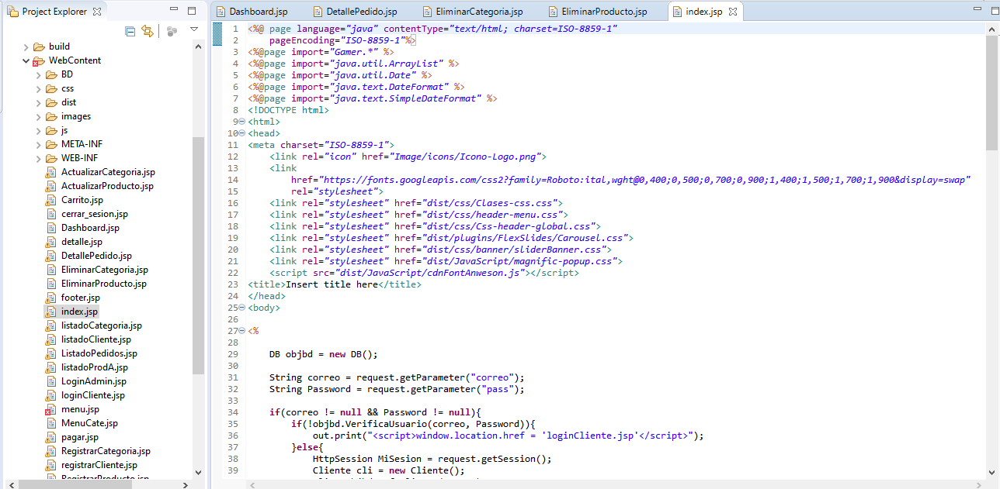 Project Explorer
build
WebContent
BD
css
dist
images
js
META-INF
WEB-INF
ActualizarCategoria.jsp
ActualizarProducto.jsp
Carrito.jsp
cerrar_sesion.jsp
Dashboard.jsp
detalle.jsp
DetallePedido.jsp
EliminarCategoria.jsp
EliminarProducto.jsp
footer.jsp
index.jsp
listadoCategoria.jsp
listadoCliente.jsp
ListadoPedidos.jsp
listadoProdA.jsp
LoginAdmin.jsp
loginCliente.jsp
menu.jsp
MenuCate.jsp
pagar.jsp
RegistrarCategoria.jsp
registrarCliente.jsp
RegistrarProducto.jsp
Dashboard.jsp DetallePedido.jsp EliminarCategoria.jsp EliminarProducto.jsp index.jsp
1 <%@ page language="java" contentType="text/html; charset=ISO-8859-1"
2     pageEncoding="ISO-8859-1"%>
3 <%@page import="Gamer.*" %>
4 <%@page import="java.util.ArrayList" %>
5 <%@page import="java.util.Date" %>
6 <%@page import="java.text.DateFormat" %>
7 <%@page import="java.text.SimpleDateFormat" %>
8 <!DOCTYPE html>
9 <html>
10 <head>
11 <meta charset="ISO-8859-1">
12     <link rel="icon" href="Image/icons/Icono-Logo.png">
13     <link
14         href="https://fonts.googleapis.com/css2?family=Roboto:ital,wght@0,400;0,500;0,700;0,900;1,400;1,500;1,700;1,900&display=swap"
15         rel="stylesheet">
16     <link rel="stylesheet" href="dist/css/Clases-css.css">
17     <link rel="stylesheet" href="dist/css/header-menu.css">
18     <link rel="stylesheet" href="dist/css/Css-header-global.css">
19     <link rel="stylesheet" href="dist/plugins/FlexSlides/Carousel.css">
20     <link rel="stylesheet" href="dist/css/banner/sliderBanner.css">
21     <link rel="stylesheet" href="dist/JavaScript/magnific-popup.css">
22     <script src="dist/JavaScript/cdnFontAnweson.js"></script>
23 <title>Insert title here</title>
24 </head>
25 <body>
26
27 <%
28
29     DB objbd = new DB();
30
31     String correo = request.getParameter("correo");
32     String Password = request.getParameter("pass");
33
34     if(correo != null && Password != null){
35         if(!objbd.VerificaUsuario(correo, Password)){
36             out.print("<script>window.location.href = 'loginCliente.jsp'</script>");
37         }else{
38             HttpSession MiSesion = request.getSession();
39             Cliente cli = new Cliente();